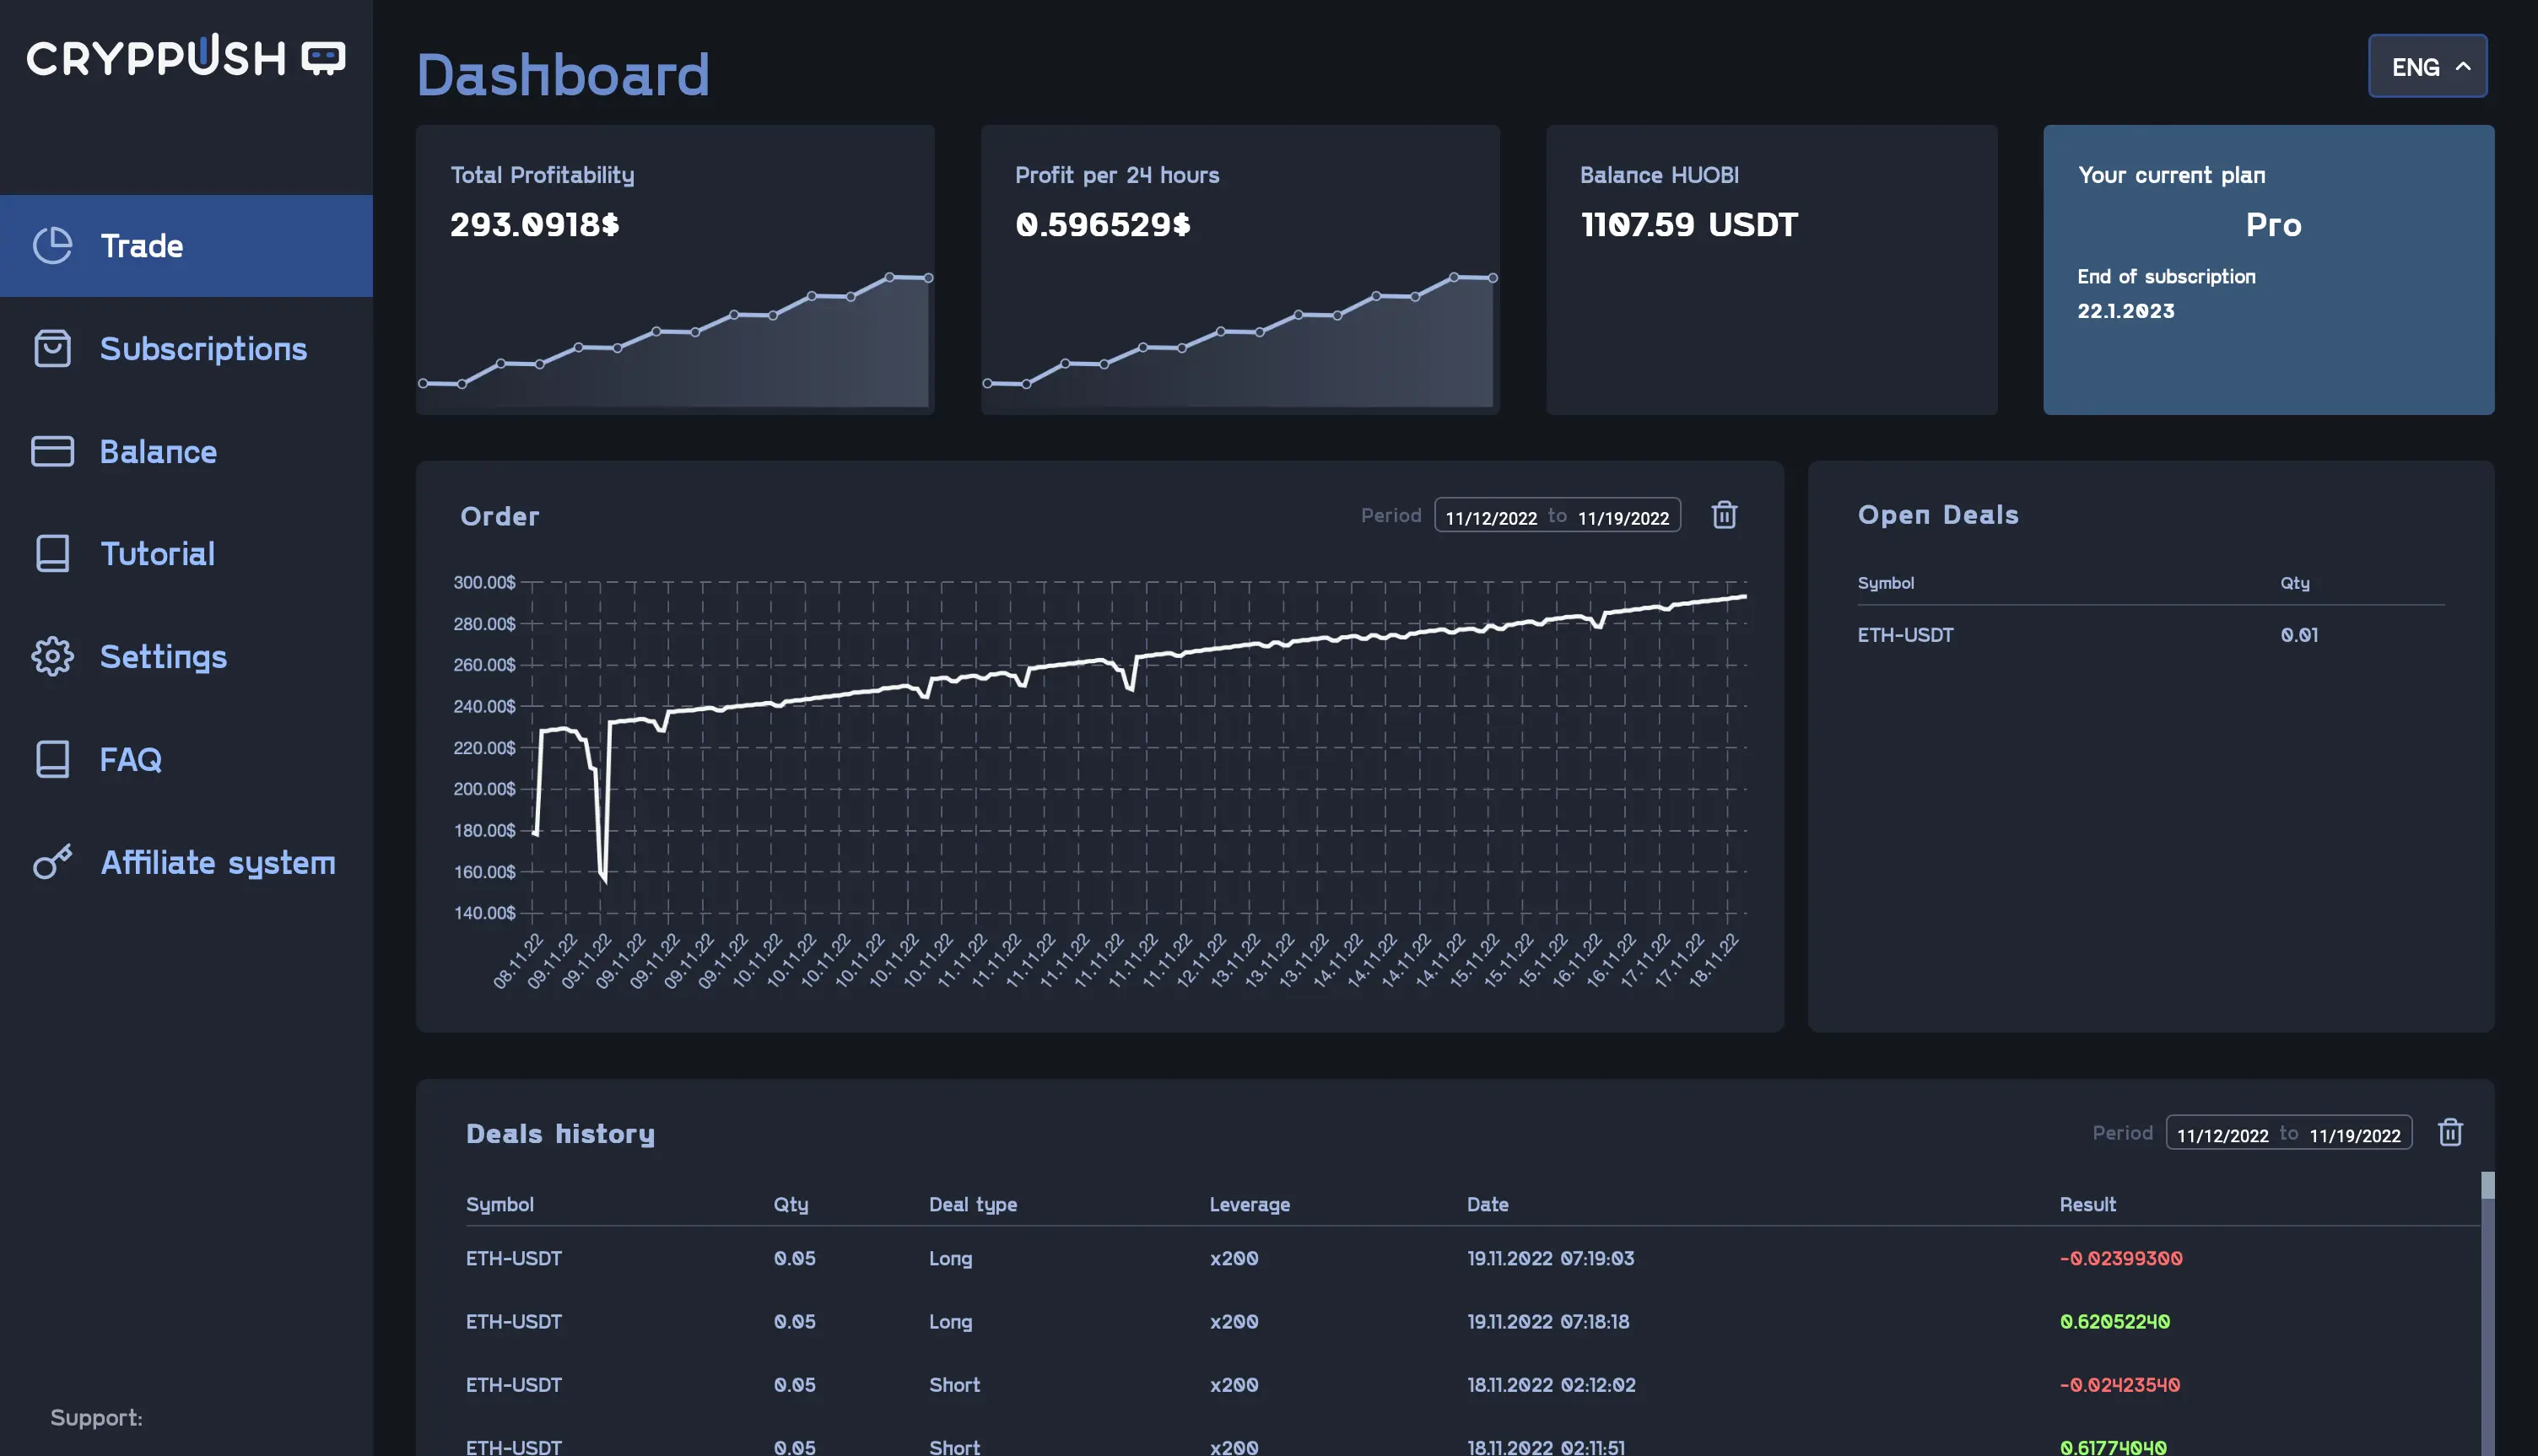 CRYPPUSH
Trade
Subscriptions
Balance
Tutorial
Settings
FAQ
Affiliate system
Support:
Dashboard
ENG
Total Profitability
293.0918$
Profit per 24 hours
0.596529$
Balance HUOBI
1107.59 USDT
Your current plan
Pro
End of subscription
22.1.2023
Order
Period 11/12/2022 to 11/19/2022
300.00$
280.00$
260.00$
240.00$
220.00$
200.00$
180.00$
160.00$
140.00$
08.11.22
09.11.22
09.11.22
09.11.22
09.11.22
09.11.22
09.11.22
10.11.22
10.11.22
10.11.22
10.11.22
10.11.22
10.11.22
11.11.22
11.11.22
11.11.22
11.11.22
11.11.22
11.11.22
11.11.22
12.11.22
13.11.22
13.11.22
13.11.22
14.11.22
14.11.22
14.11.22
14.11.22
15.11.22
15.11.22
15.11.22
16.11.22
16.11.22
17.11.22
17.11.22
18.11.22
Open Deals
Symbol Qty
ETH-USDT 0.01
Deals history
Period 11/12/2022 to 11/19/2022
Symbol Qty Deal type Leverage Date Result
ETH-USDT 0.05 Long x200 19.11.2022 07:19:03 -0.02399300
ETH-USDT 0.05 Long x200 19.11.2022 07:18:18 0.62052240
ETH-USDT 0.05 Short x200 18.11.2022 02:12:02 -0.02423540
ETH-USDT 0.05 Short x200 18.11.2022 02:11:51 0.61774040